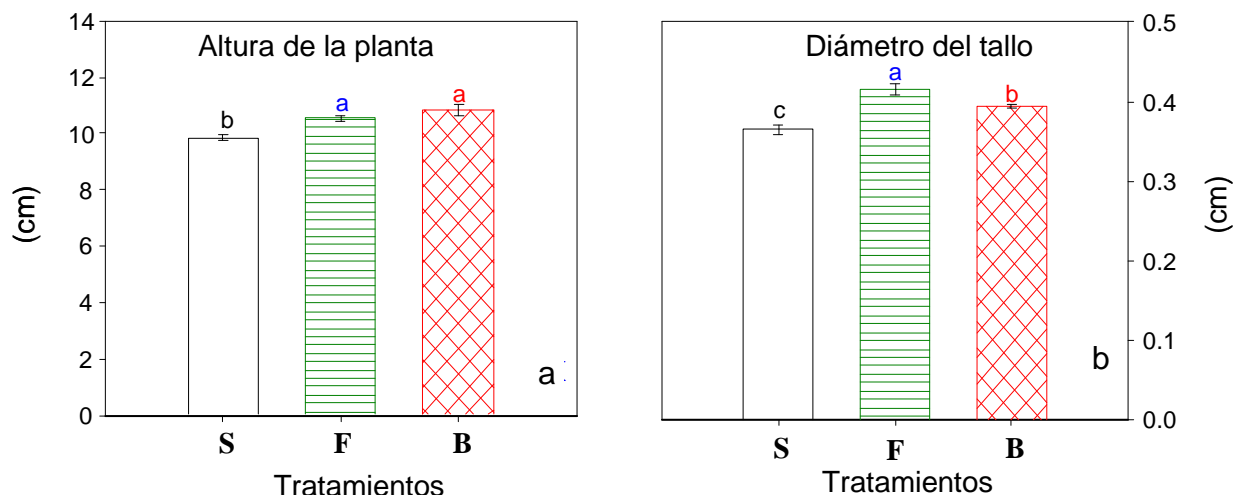 Altura de la planta
14
12
10
8
6
4
2
0
(cm)
b
a
a
a
S
F
B
Tratamientos
Diámetro del tallo
c
a
b
b
0.5
0.4
0.3
0.2
0.1
0.0
(cm)
S
F
B
Tratamientos